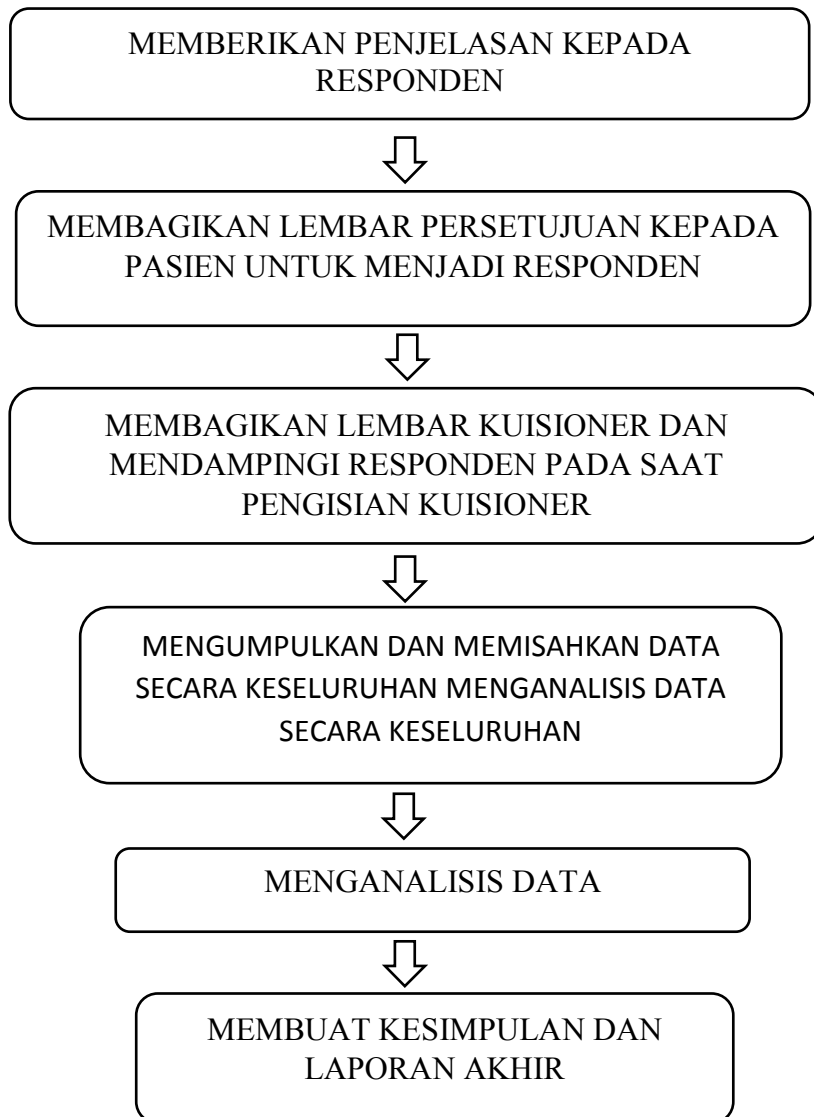 MEMBERIKAN PENJELASAN KEPADA
RESPONDEN
MEMBAGIKAN LEMBAR PERSETUJUAN KEPADA
PASIEN UNTUK MENJADI RESPONDEN
MEMBAGIKAN LEMBAR KUISIONER DAN
MENDAMPINGI RESPONDEN PADA SAAT
PENGISIAN KUISIONER
MENGUMPULKAN DAN MEMISAHKAN DATA
SECARA KESELURUHAN MENGANALISIS DATA
SECARA KESELURUHAN
MENGANALISIS DATA
MEMBUAT KESIMPULAN DAN
LAPORAN AKHIR